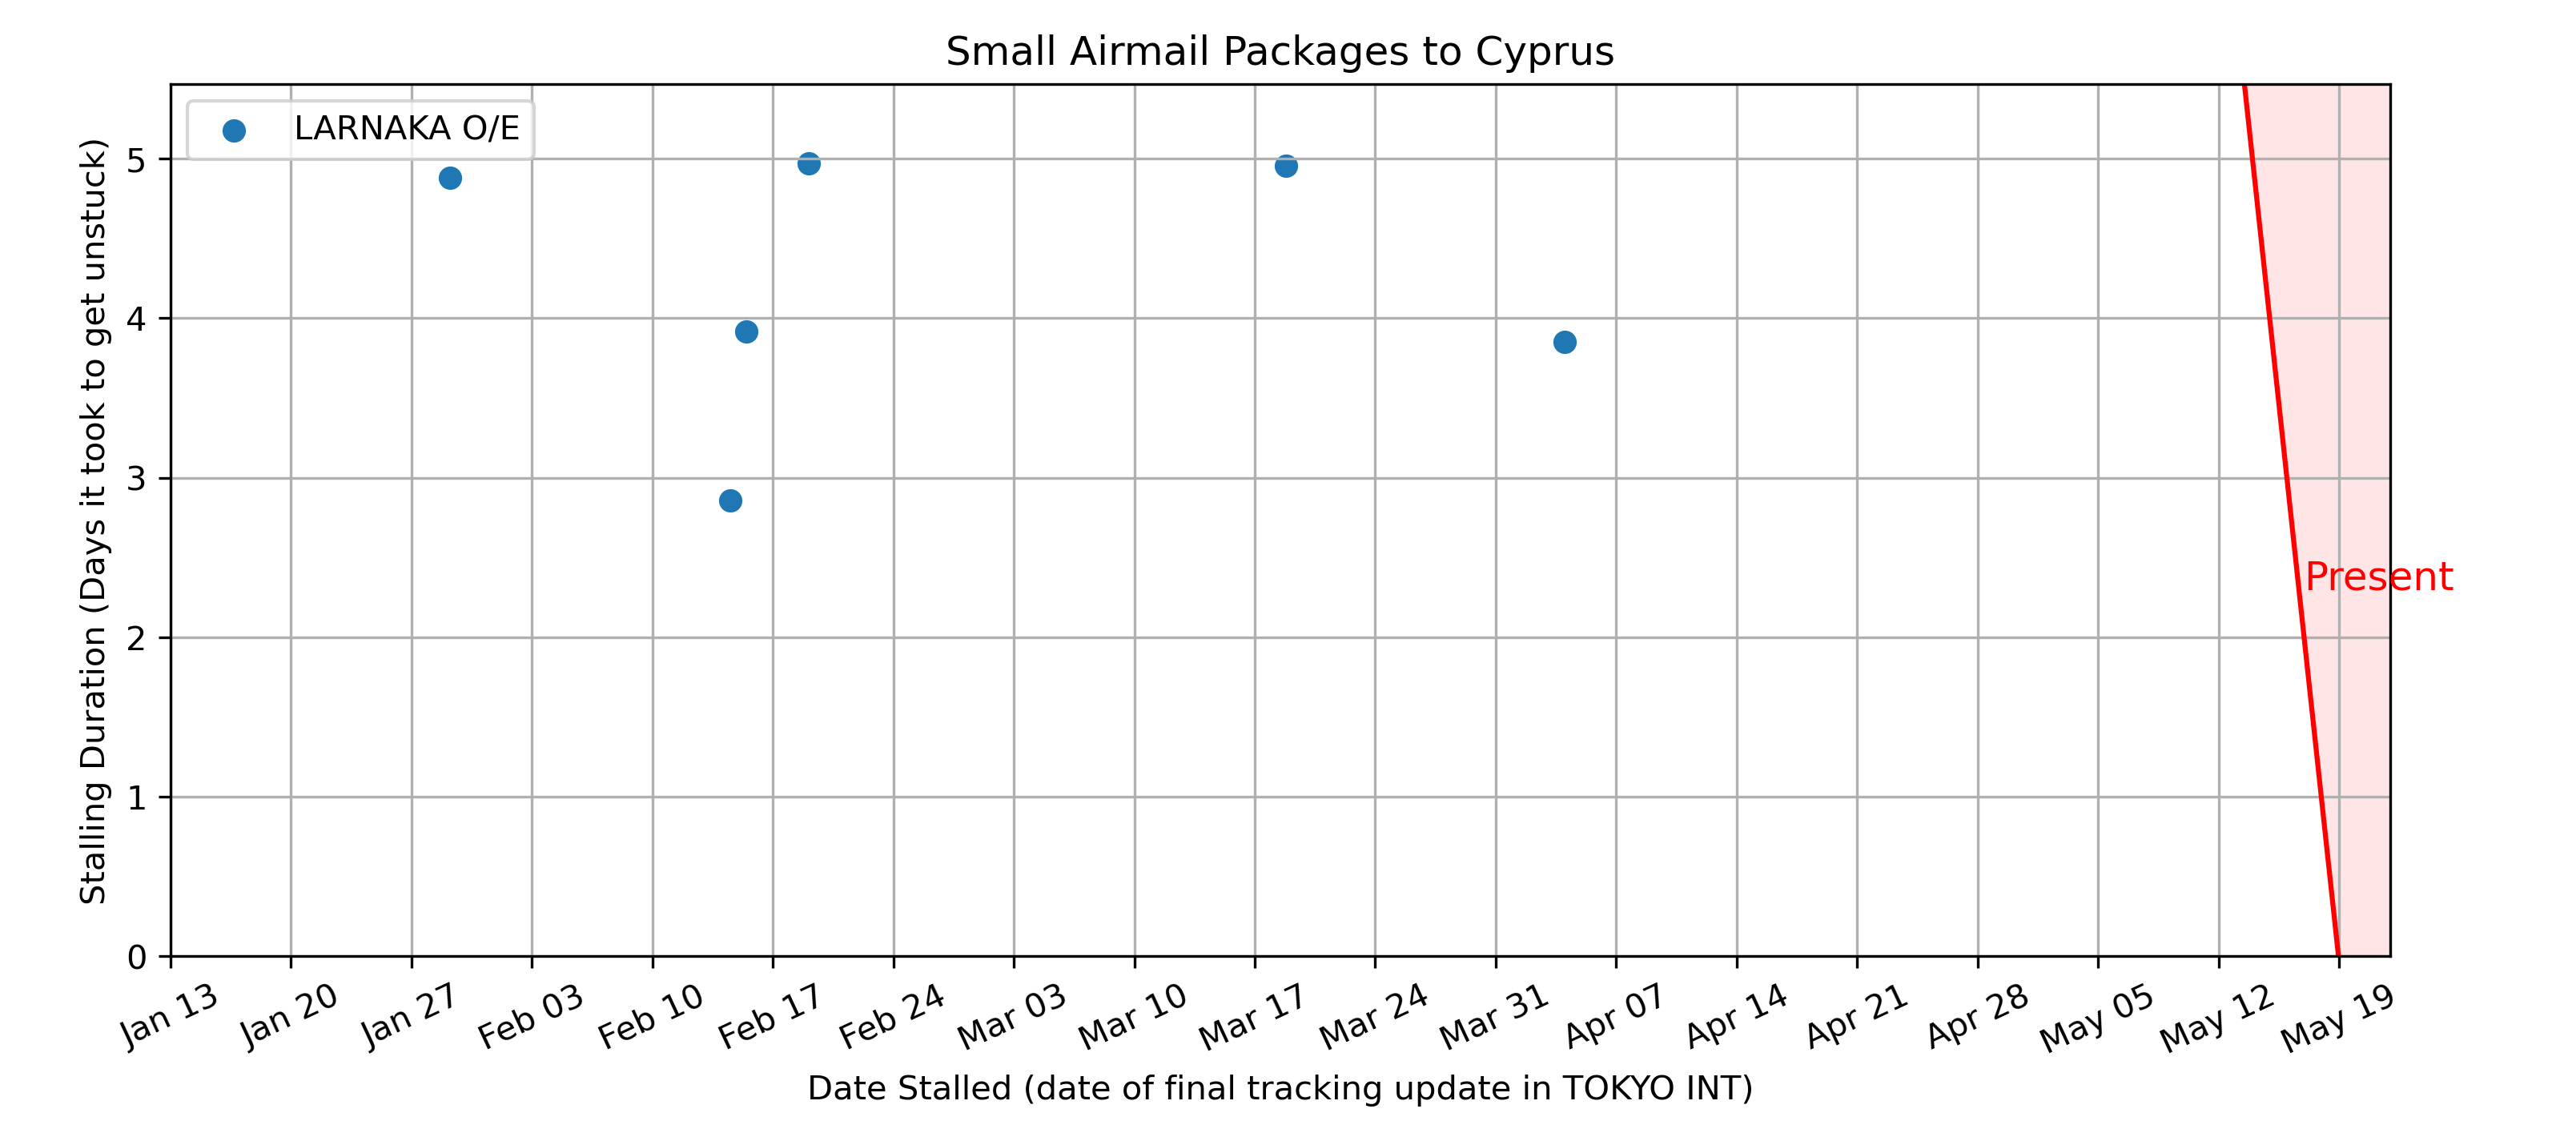 Small Airmail Packages to Cyprus
LARNAKA O/E
Stalling Duration (Days it took to get unstuck)
5
4
3
2
1
0
Present
Jan 13
Jan 20
Jan 27
Feb 03
Feb 10
Feb 17
Feb 24
Mar 03
Mar 10
Mar 17
Mar 24
Mar 31
Apr 07
Apr 14
Apr 21
Apr 28
May 05
May 12
May 19
Date Stalled (date of final tracking update in TOKYO INT)